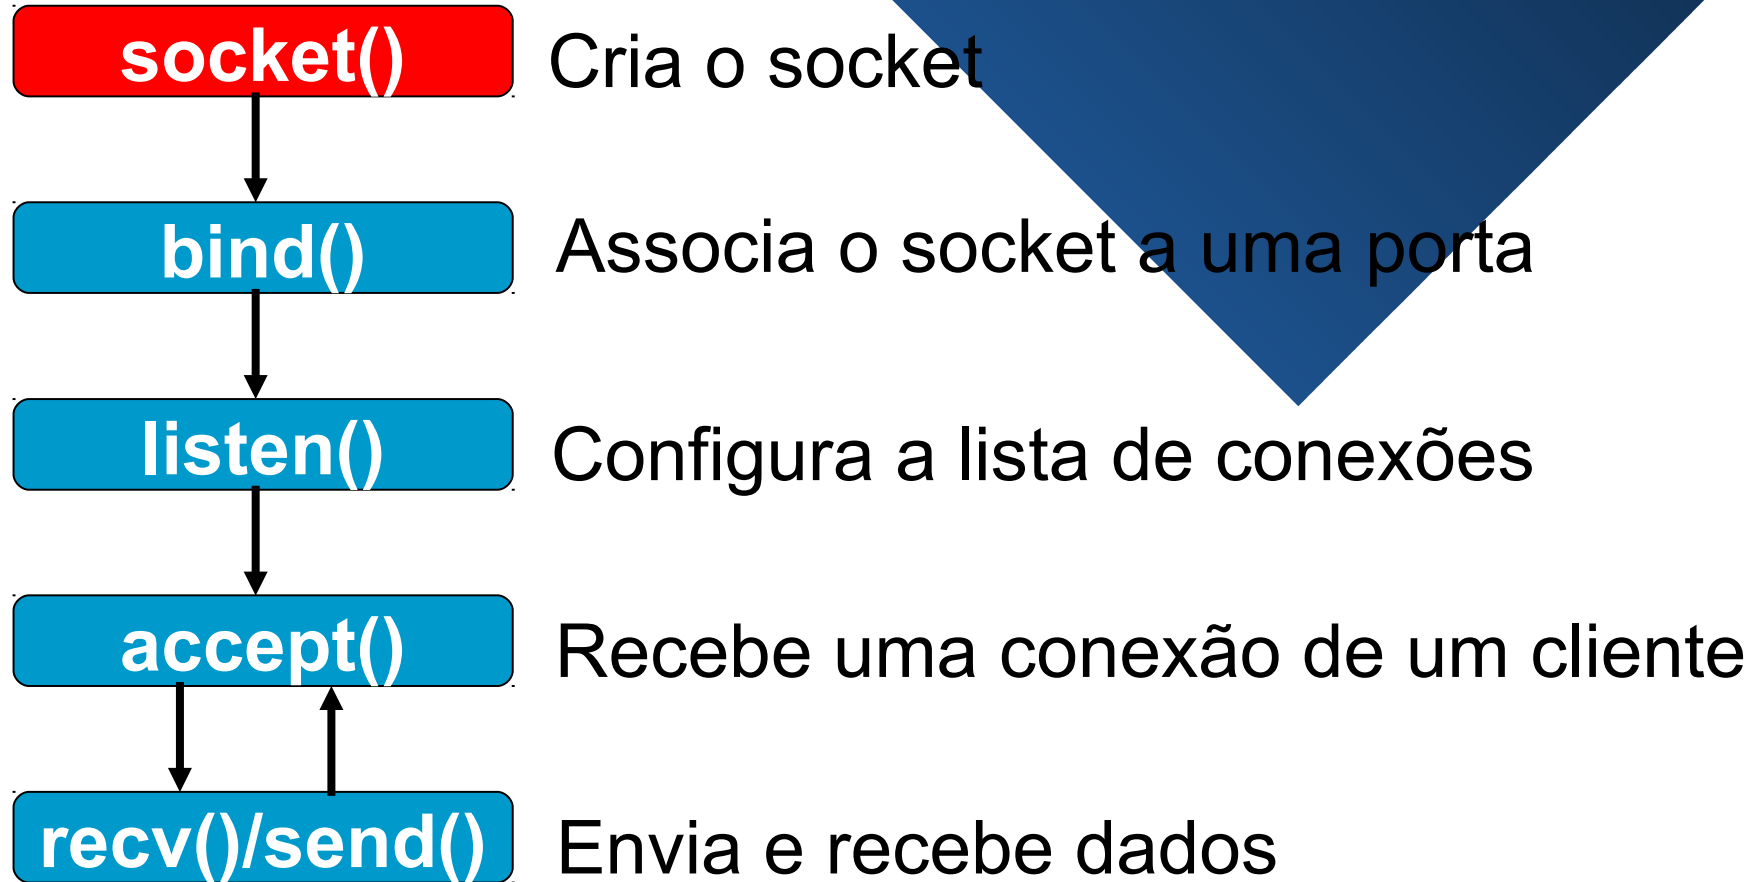 socket() Cria o socket
bind() Associa o socket a uma porta
listen() Configura a lista de conexões
accept() Recebe uma conexão de um cliente
recv()/send() Envia e recebe dados